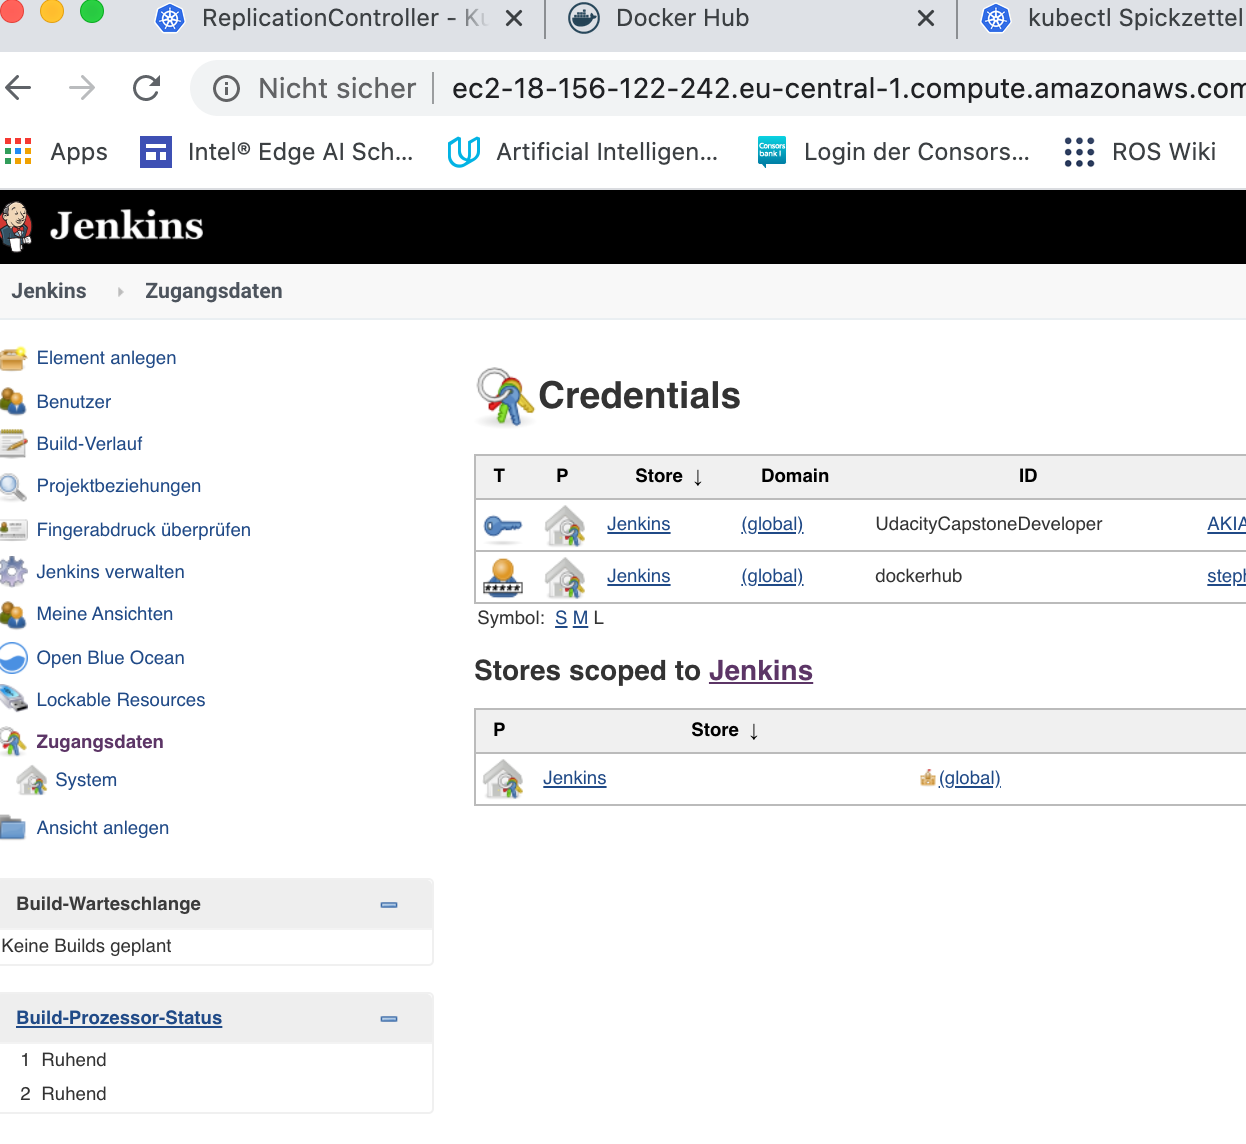 ReplicationController - Ku
Docker Hub
kubectl Spickzettel
Nicht sicher
ec2-18-156-122-242.eu-central-1.compute.amazonaws.com
Apps
Intel® Edge AI Sch...
Artificial Intelligen...
Consors bank!
Login der Consors...
ROS Wiki
Jenkins
Jenkins
Zugangsdaten
Element anlegen
Benutzer
Build-Verlauf
Projektbeziehungen
Fingerabdruck überprüfen
Jenkins verwalten
Meine Ansichten
Open Blue Ocean
Lockable Resources
Zugangsdaten
System
Ansicht anlegen
Build-Warteschlange
Keine Builds geplant
Build-Prozessor-Status
1 Ruhend
2 Ruhend
Credentials
T P Store ↓ Domain ID
Jenkins (global) UdacityCapstoneDeveloper AKIA
Jenkins (global) dockerhub steph
Symbol: S M L
Stores scoped to Jenkins
P Store ↓
Jenkins (global)